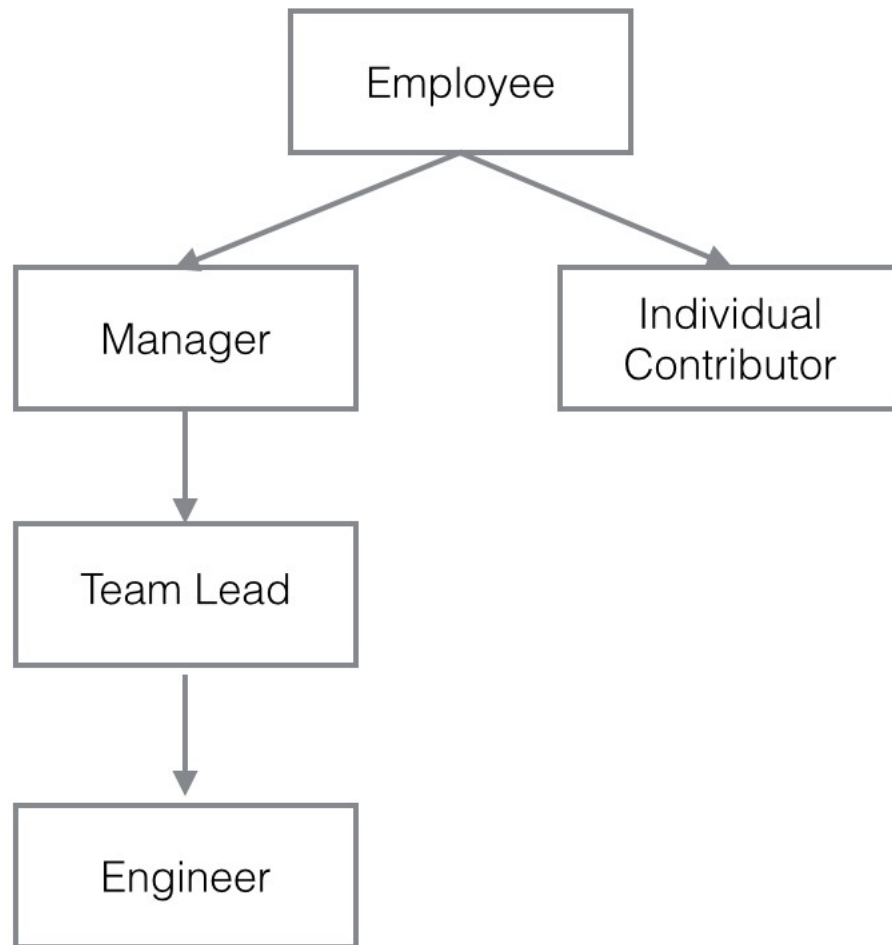 Employee
Manager
Individual
Contributor
Team Lead
Engineer